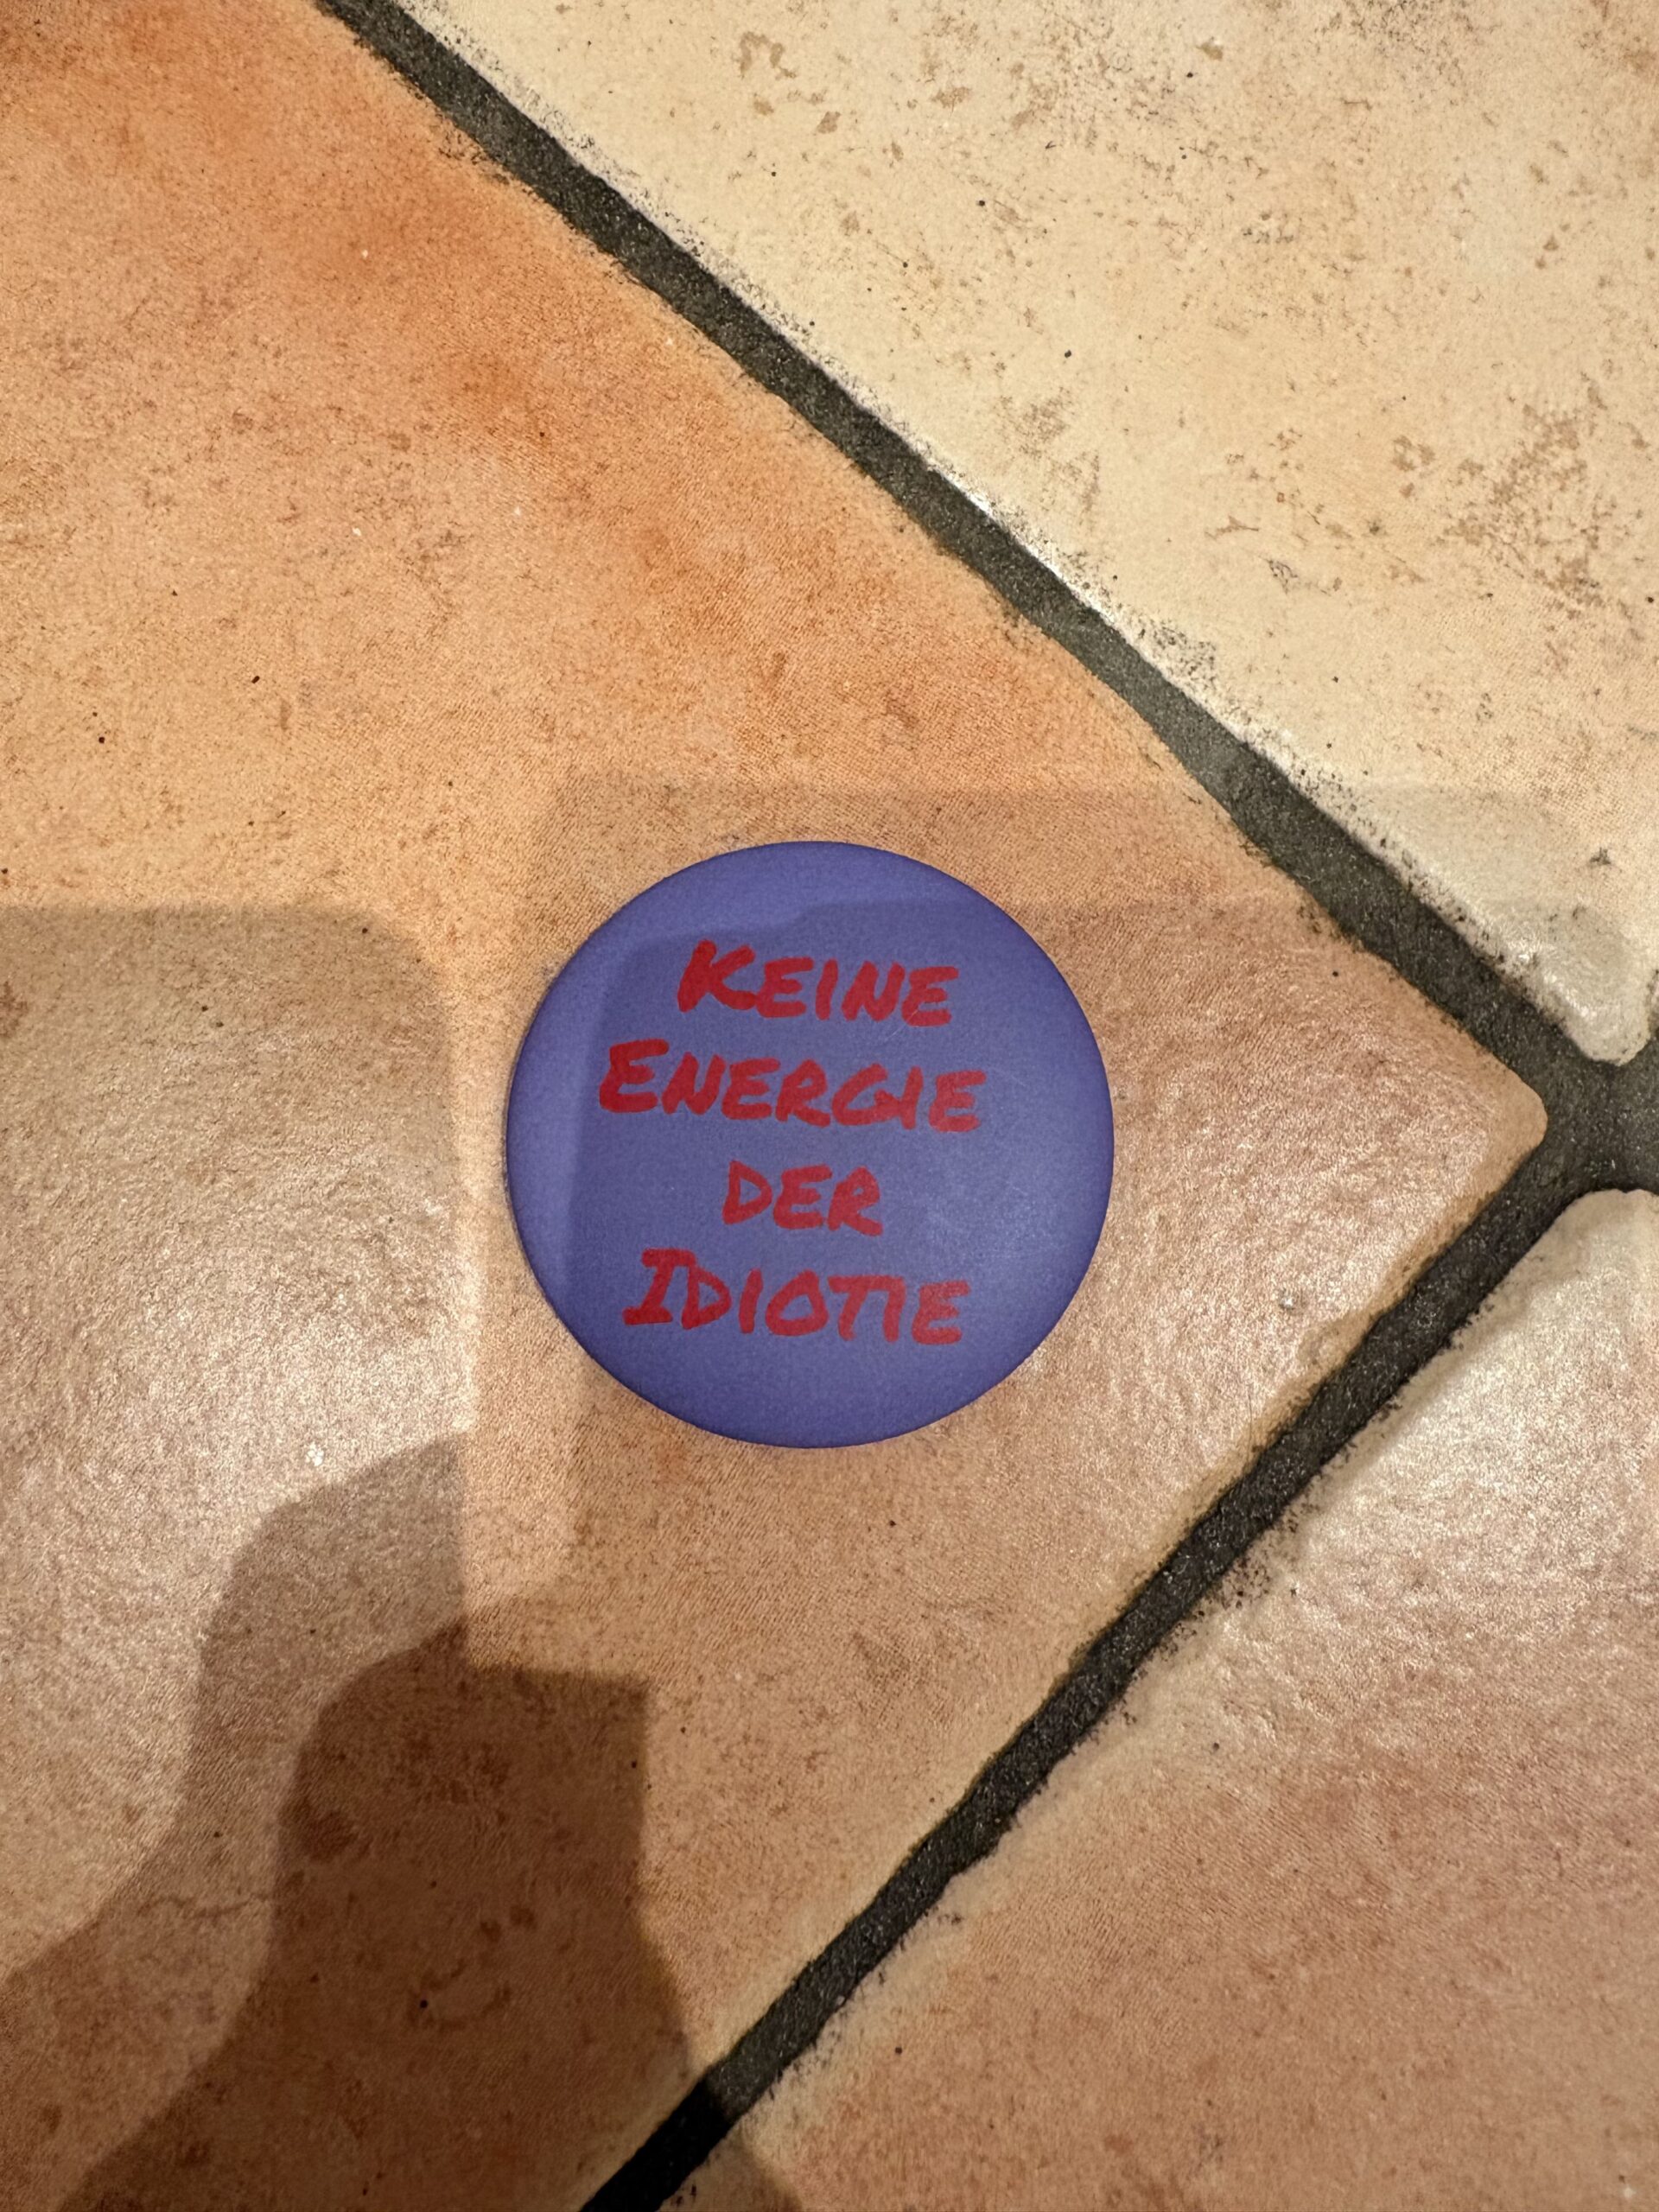 KEINE
ENERGIE
DER
IDIOTIE